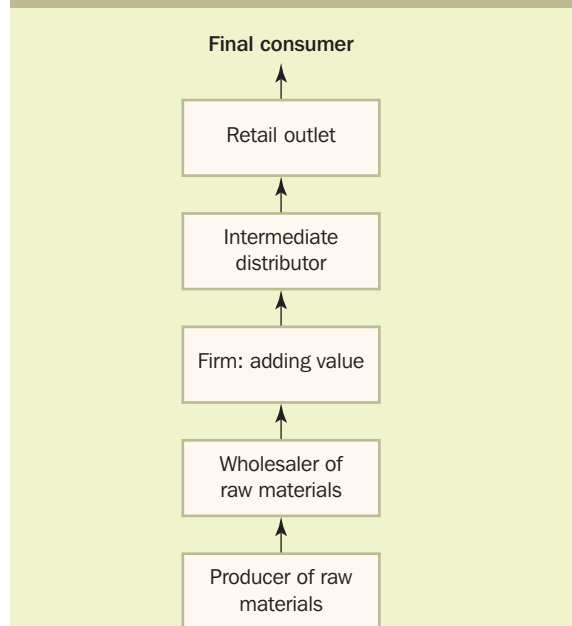 Final consumer
Retail outlet
Intermediate
distributor
Firm: adding value
Wholesaler of
raw materials
Producer of raw
materials